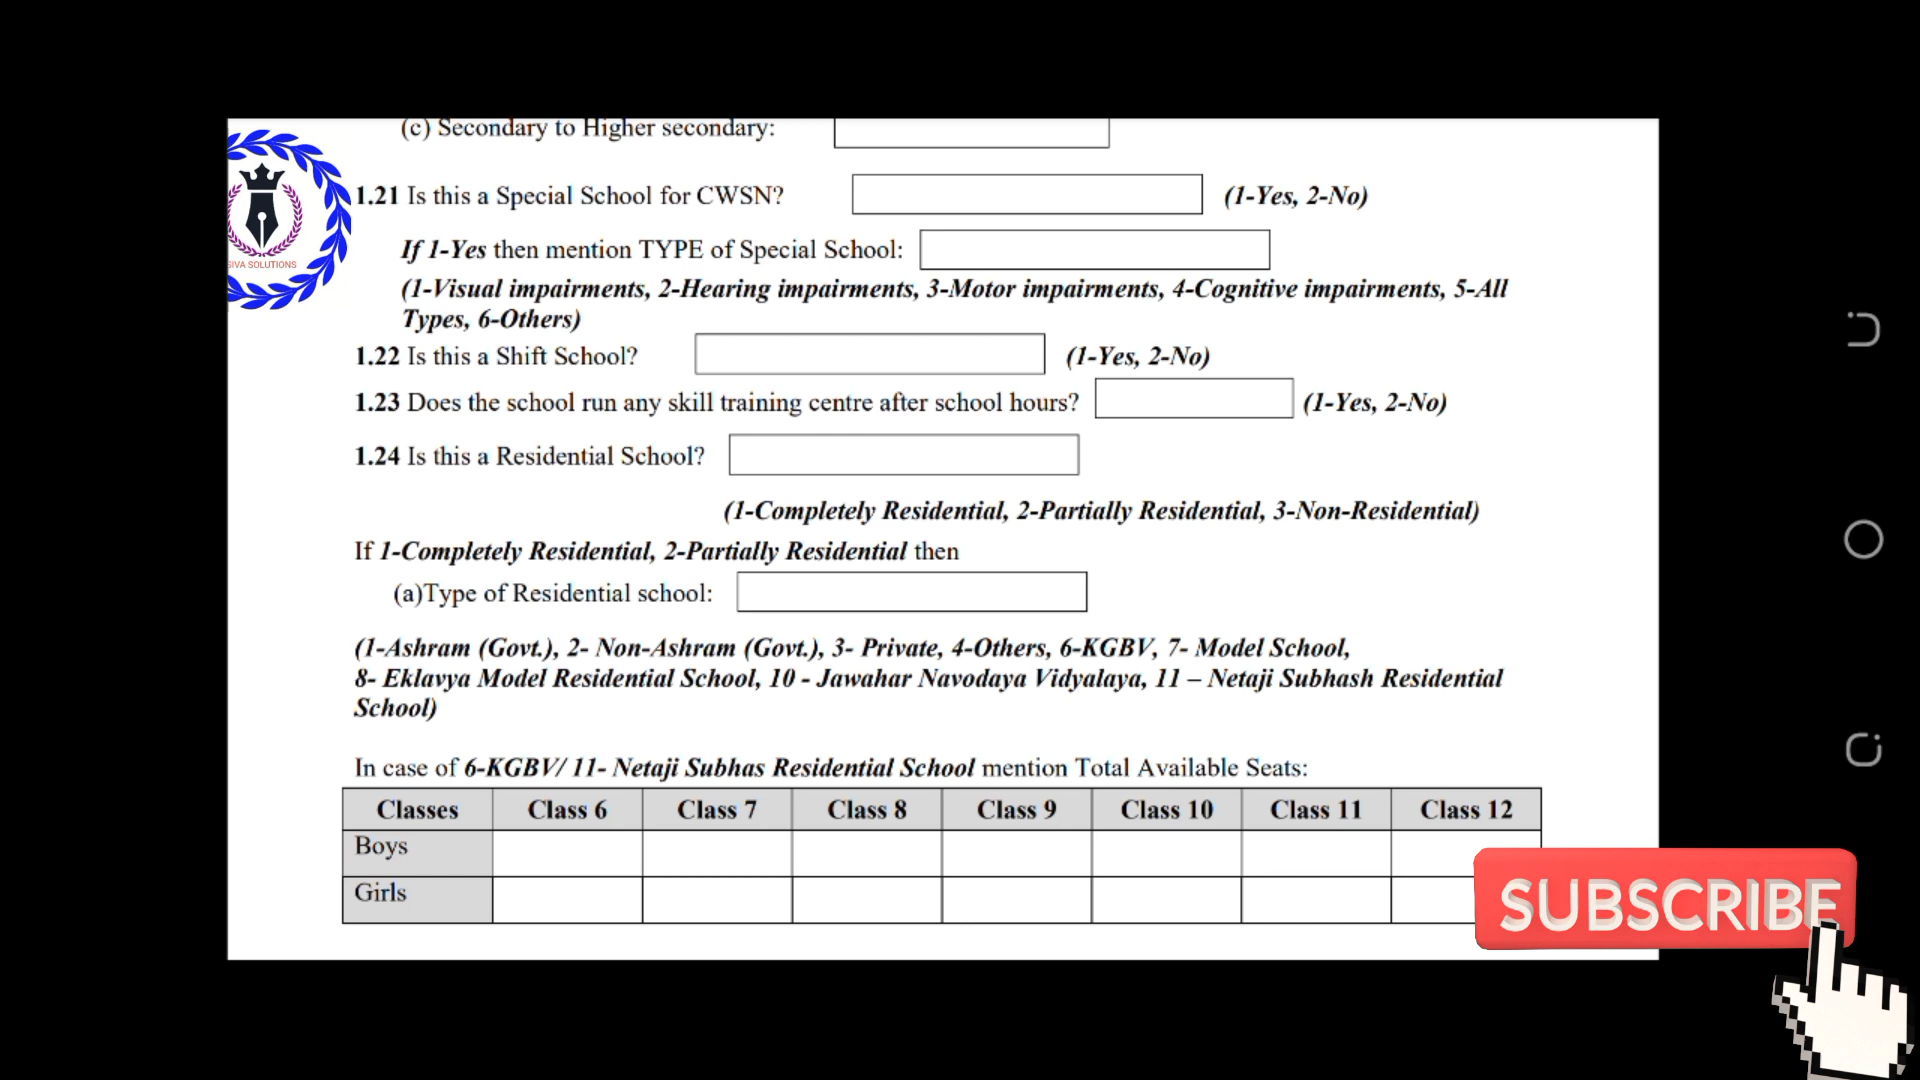 (c) Secondary to Higher secondary:
SIVA SOLUTIONS
1.21 Is this a Special School for CWSN? (1-Yes, 2-No)
If 1-Yes then mention TYPE of Special School:
(1-Visual impairments, 2-Hearing impairments, 3-Motor impairments, 4-Cognitive impairments, 5-All
Types, 6-Others)
1.22 Is this a Shift School? (1-Yes, 2-No)
1.23 Does the school run any skill training centre after school hours? (1-Yes, 2-No)
1.24 Is this a Residential School?
(1-Completely Residential, 2-Partially Residential, 3-Non-Residential)
If 1-Completely Residential, 2-Partially Residential then
(a)Type of Residential school:
(1-Ashram (Govt.), 2- Non-Ashram (Govt.), 3- Private, 4-Others, 6-KGBV, 7- Model School,
8- Eklavya Model Residential School, 10 - Jawahar Navodaya Vidyalaya, 11 – Netaji Subhash Residential
School)
In case of 6-KGBV/ 11- Netaji Subhas Residential School mention Total Available Seats:
Classes Class 6 Class 7 Class 8 Class 9 Class 10 Class 11 Class 12
Boys
Girls
SUBSCRIBE